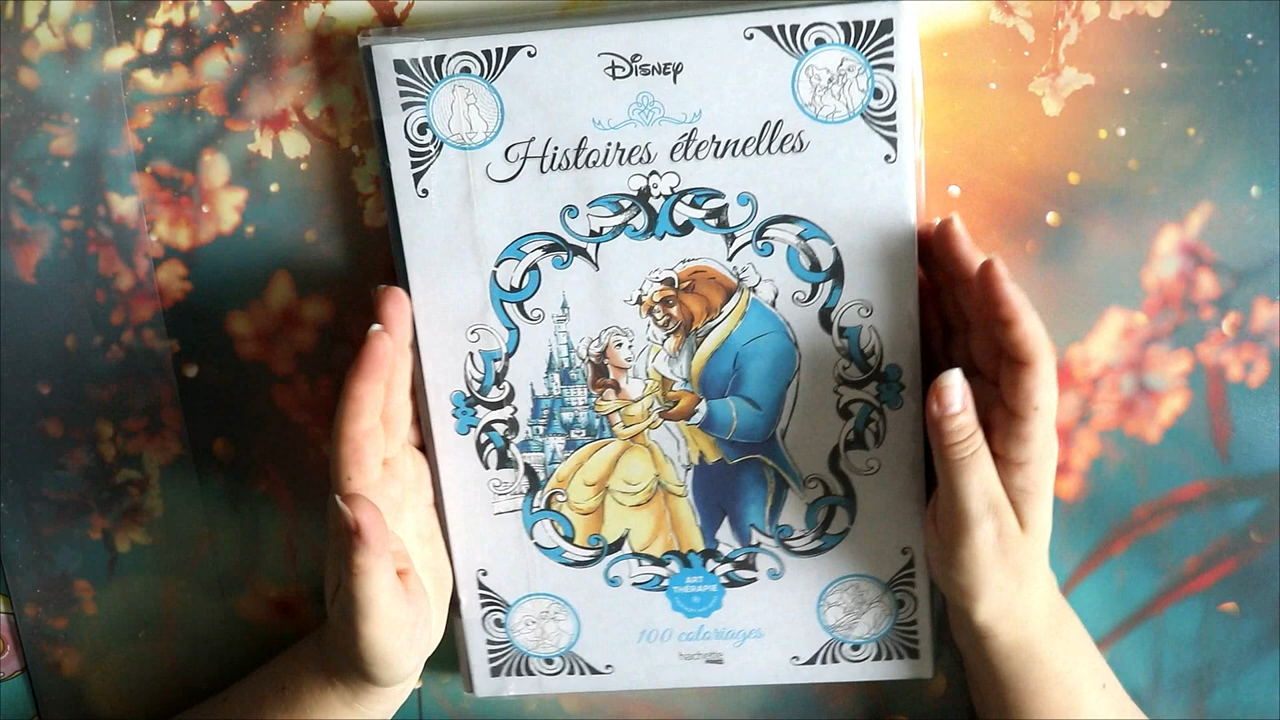 Disney
Histoires éternelles
ART
THÉRAPIE
100 coloriages
hachette